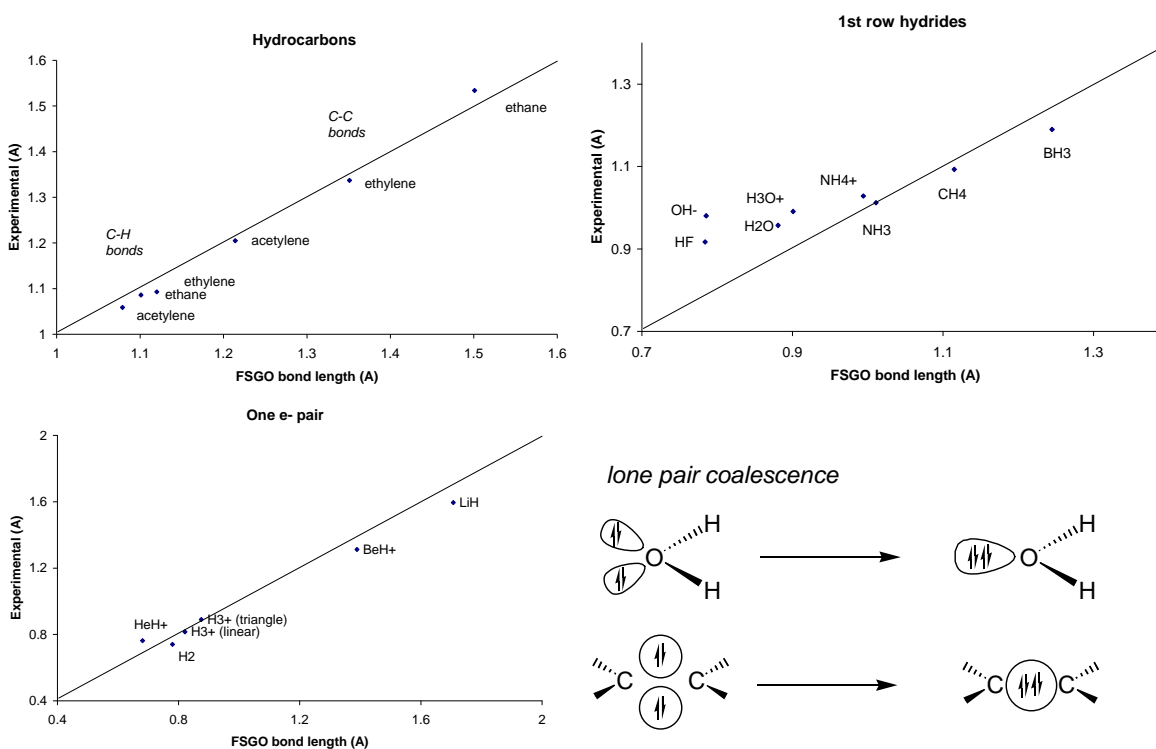 Hydrocarbons
1.6
1.5
1.4
1.3
1.2
1.1
1
1
1.1
1.2
1.3
1.4
1.5
1.6
Experimental (A)
FSGO bond length (A)
C-C
bonds
ethane
ethylene
C-H
bonds
acetylene
ethylene
ethane
acetylene
1st row hydrides
1.3
1.1
0.9
0.7
0.7
0.9
1.1
1.3
Experimental (A)
FSGO bond length (A)
BH3
CH4
NH4+
NH3
H3O+
H2O
OH-
HF
One e- pair
2
1.6
1.2
0.8
0.4
0.4
0.8
1.2
1.6
2
Experimental (A)
FSGO bond length (A)
LiH
BeH+
HeH+
H3+ (triangle)
H3+ (linear)
H2
lone pair coalescence
H
O
H
H
O
H
C
C
C
C